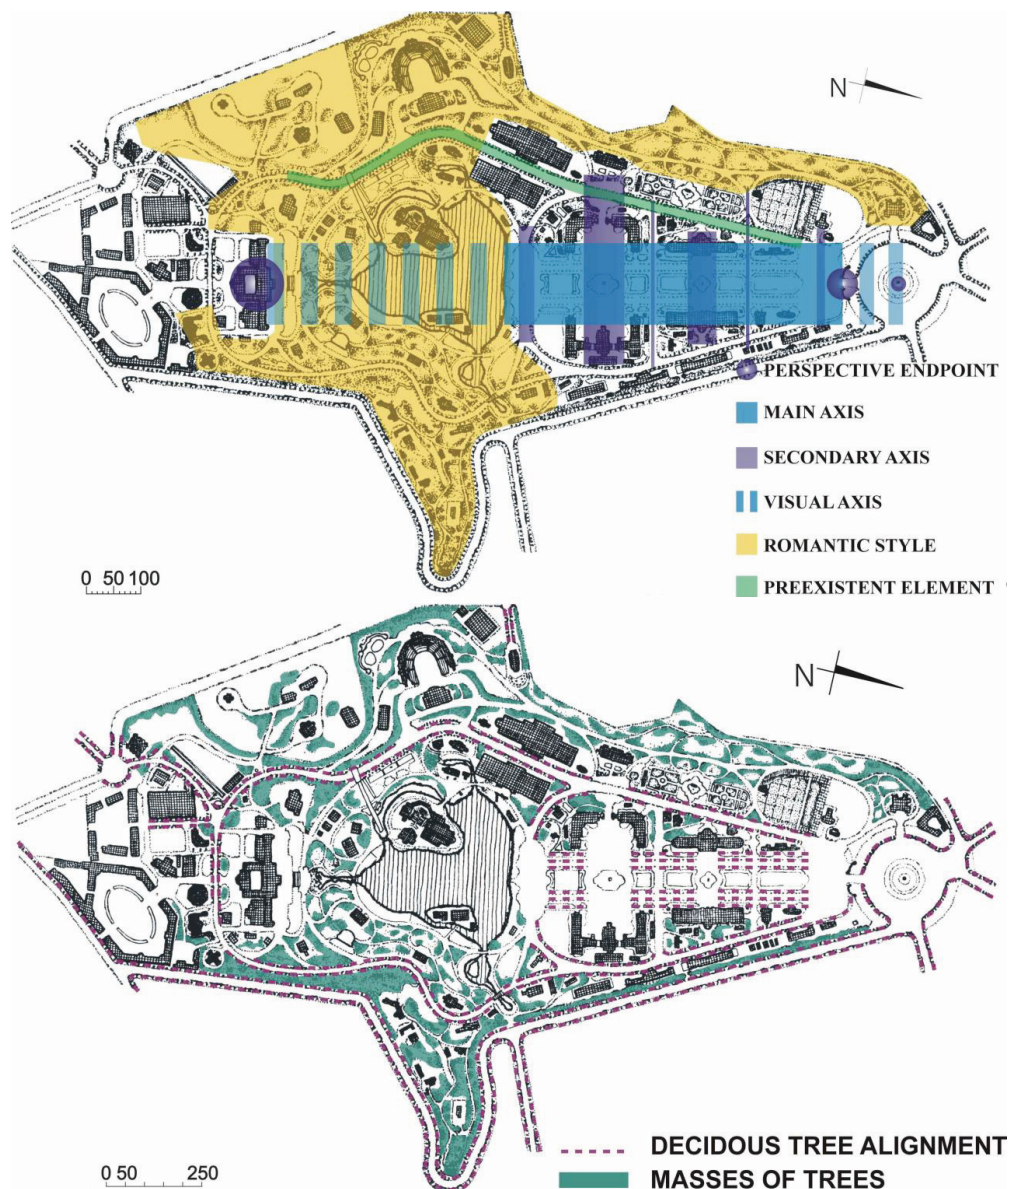 N
PERSPECTIVE ENDPOINT
MAIN AXIS
SECONDARY AXIS
VISUAL AXIS
ROMANTIC STYLE
PREEXISTENT ELEMENT
0 50 100
N
DECIDOUS TREE ALIGNMENT
MASSES OF TREES
0 50 250